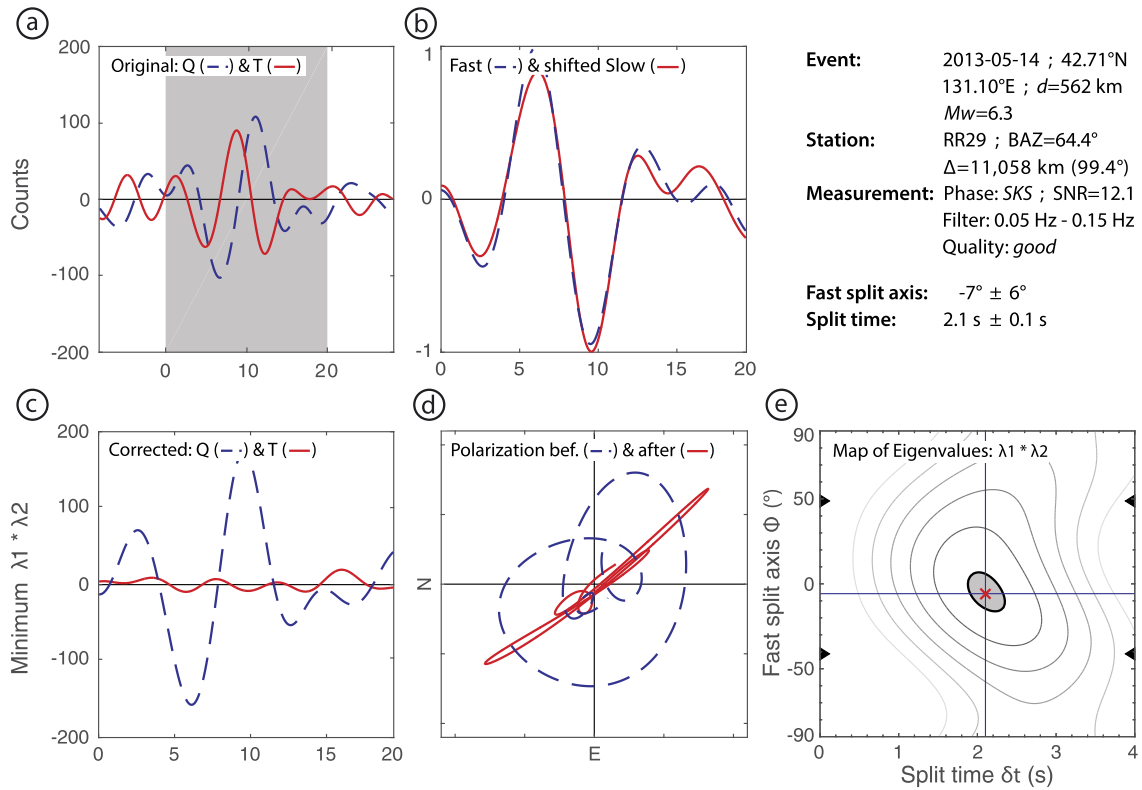 a
Original: Q (– –) & T (—)
Counts
200
100
0
-100
-200
0
10
20
b
Fast (– –) & shifted Slow (—)
1
0
-1
0
5
10
15
20
Event: 2013-05-14 ; 42.71°N
131.10°E ; d=562 km
Mw=6.3
Station: RR29 ; BAZ=64.4°
Δ=11,058 km (99.4°)
Measurement: Phase: SKS ; SNR=12.1
Filter: 0.05 Hz - 0.15 Hz
Quality: good
Fast split axis: -7° ± 6°
Split time: 2.1 s ± 0.1 s
c
Corrected: Q (– –) & T (—)
Minimum λ1 * λ2
200
100
0
-100
-200
0
5
10
15
20
d
Polarization bef. (– –) & after (—)
N
E
e
Map of Eigenvalues: λ1 * λ2
Fast split axis Φ (°)
90
50
0
-50
-90
0
1
2
3
4
Split time δt (s)